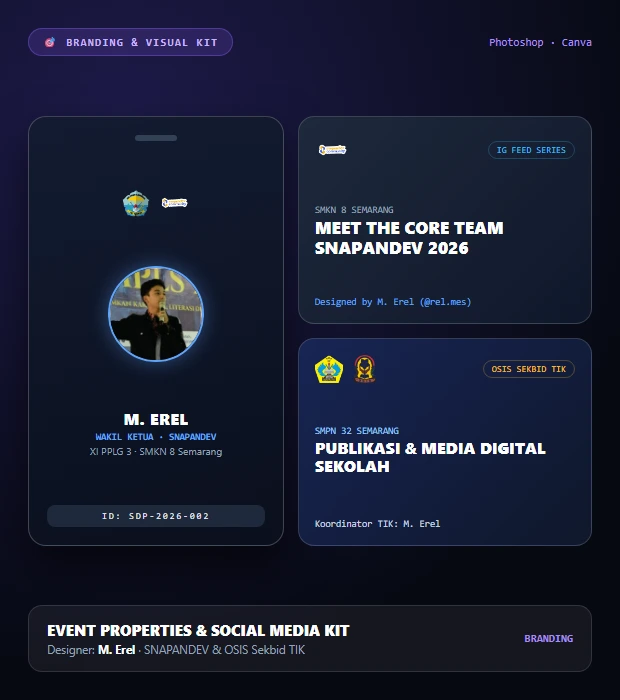 BRANDING & VISUAL KIT
Photoshop · Canva
M. EREL
WAKIL KETUA · SNAPANDEV
XI PPLG 3 · SMKN 8 Semarang
ID: SDP-2026-002
IG FEED SERIES
SMKN 8 SEMARANG
MEET THE CORE TEAM
SNAPANDEV 2026
Designed by M. Erel (@rel.mes)
OSIS SEKBID TIK
SMPN 32 SEMARANG
PUBLIKASI & MEDIA DIGITAL
SEKOLAH
Koordinator TIK: M. Erel
EVENT PROPERTIES & SOCIAL MEDIA KIT
Designer: M. Erel · SNAPANDEV & OSIS Sekbid TIK
BRANDING